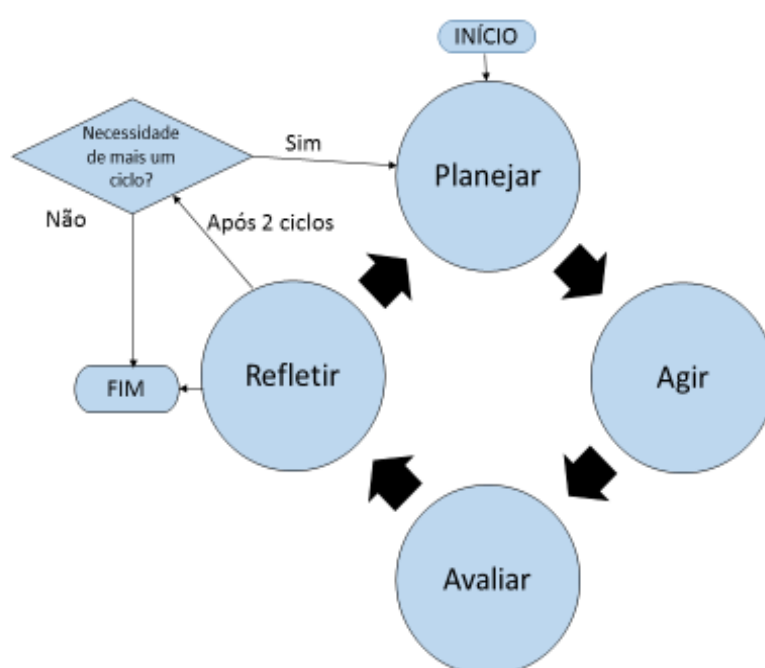 INÍCIO
Planejar
Necessidade
de mais um
ciclo?
Sim
Não
Após 2 ciclos
Refletir
FIM
Agir
Avaliar